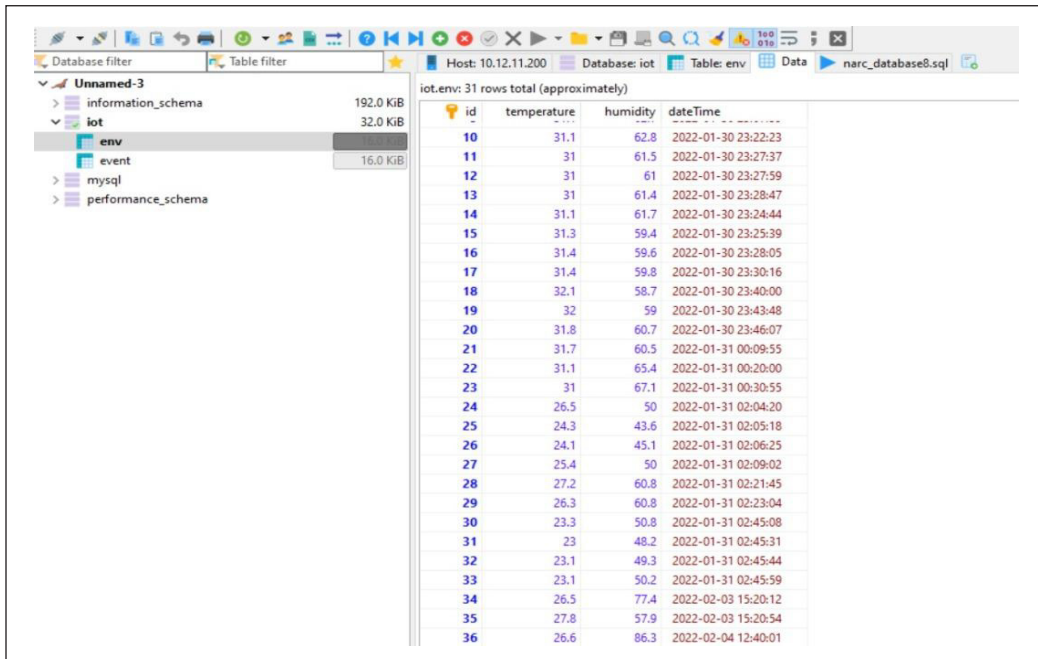 Database filter Table filter
Host: 10.12.11.200 Database: iot Table: env Data narc_database8.sql
Unnamed-3
information_schema 192.0 KiB
iot 32.0 KiB
env 16.0 KiB
event 16.0 KiB
mysql
performance_schema
iot.env: 31 rows total (approximately)
id temperature humidity dateTime
10 31.1 62.8 2022-01-30 23:22:23
11 31 61.5 2022-01-30 23:27:37
12 31 61 2022-01-30 23:27:59
13 31 61.4 2022-01-30 23:28:47
14 31.1 61.7 2022-01-30 23:24:44
15 31.3 59.4 2022-01-30 23:25:39
16 31.4 59.6 2022-01-30 23:28:05
17 31.4 59.8 2022-01-30 23:30:16
18 32.1 58.7 2022-01-30 23:40:00
19 32 59 2022-01-30 23:43:48
20 31.8 60.7 2022-01-30 23:46:07
21 31.7 60.5 2022-01-31 00:09:55
22 31.1 65.4 2022-01-31 00:20:00
23 31 67.1 2022-01-31 00:30:55
24 26.5 50 2022-01-31 02:04:20
25 24.3 43.6 2022-01-31 02:05:18
26 24.1 45.1 2022-01-31 02:06:25
27 25.4 50 2022-01-31 02:09:02
28 27.2 60.8 2022-01-31 02:21:45
29 26.3 60.8 2022-01-31 02:23:04
30 23.3 50.8 2022-01-31 02:45:08
31 23 48.2 2022-01-31 02:45:31
32 23.1 49.3 2022-01-31 02:45:44
33 23.1 50.2 2022-01-31 02:45:59
34 26.5 77.4 2022-02-03 15:20:12
35 27.8 57.9 2022-02-03 15:20:54
36 26.6 86.3 2022-02-04 12:40:01